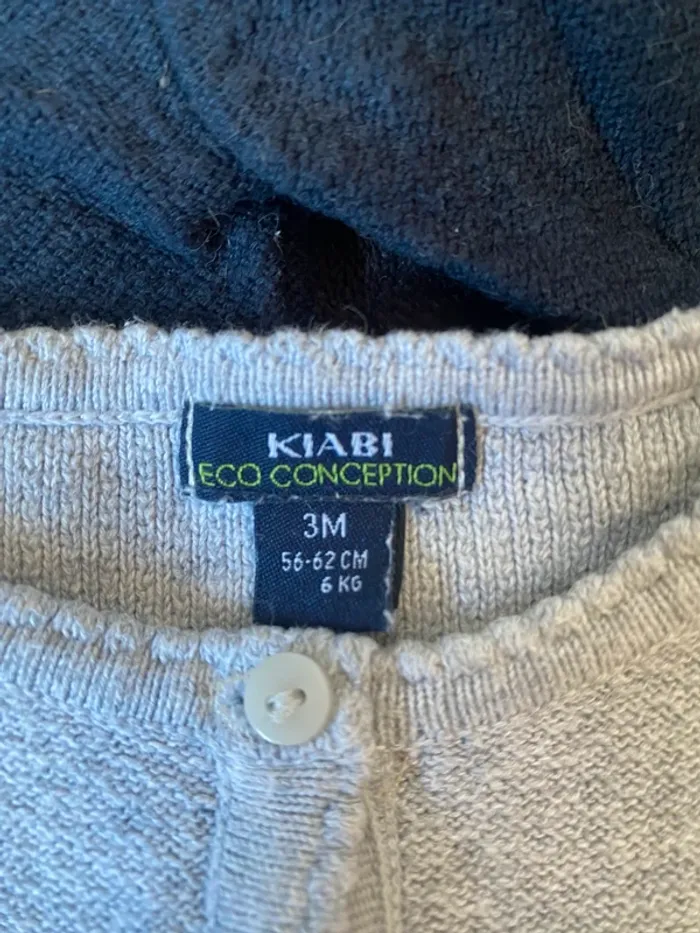 KIABI
ECO CONCEPTION
3M
56-62 CM
6 KG